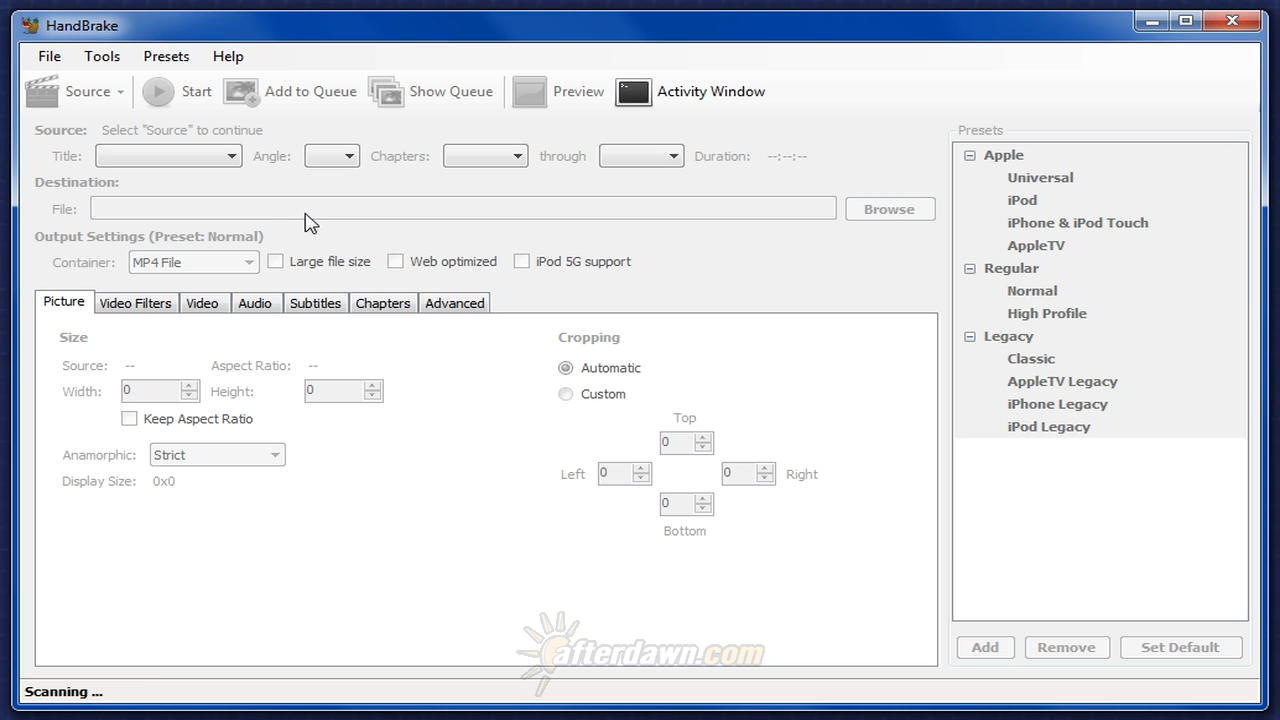 HandBrake
File Tools Presets Help
Source Start Add to Queue Show Queue Preview Activity Window
Source: Select "Source" to continue
Title: Angle: Chapters: through Duration: --:--:--
Destination:
File: Browse
Output Settings (Preset: Normal)
Container: MP4 File Large file size Web optimized iPod 5G support
Picture Video Filters Video Audio Subtitles Chapters Advanced
Size
Source: -- Aspect Ratio: --
Width: 0 Height: 0
Keep Aspect Ratio
Anamorphic: Strict
Display Size: 0x0
Cropping
Automatic
Custom
Top
0
Left 0 0 Right
0
Bottom
Presets
Apple
Universal
iPod
iPhone & iPod Touch
AppleTV
Regular
Normal
High Profile
Legacy
Classic
AppleTV Legacy
iPhone Legacy
iPod Legacy
Add Remove Set Default
afterdawn.com
Scanning ...